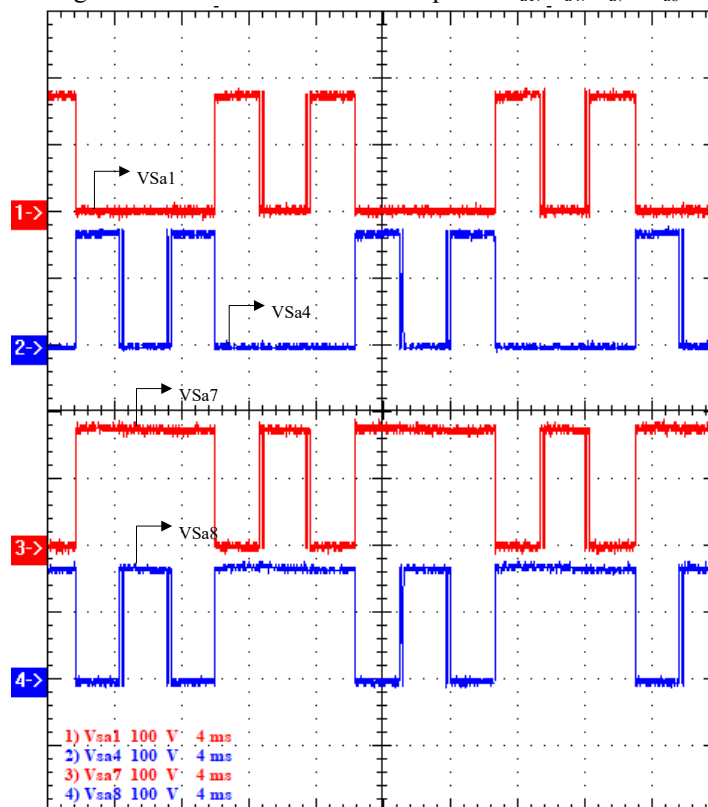 1->
VSa1
VSa4
2->
VSa7
VSa8
3->
4->
1) Vsa1 100 V 4 ms
2) Vsa4 100 V 4 ms
3) Vsa7 100 V 4 ms
4) Vsa8 100 V 4 ms